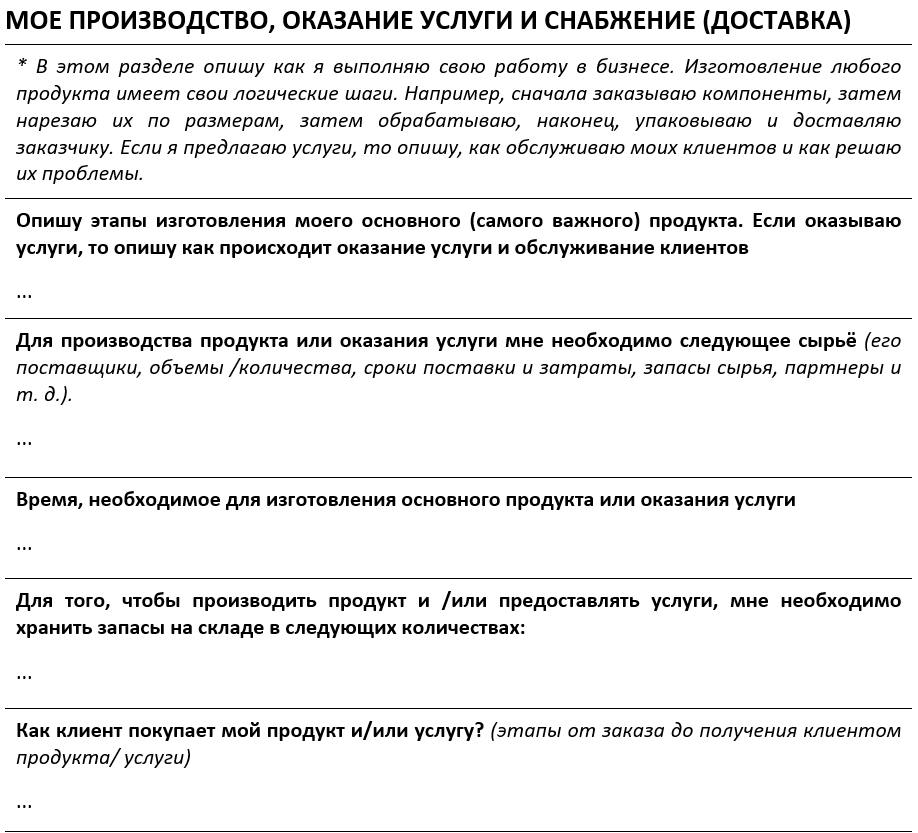 МОЕ ПРОИЗВОДСТВО, ОКАЗАНИЕ УСЛУГИ И СНАБЖЕНИЕ (ДОСТАВКА)
* В этом разделе опишу как я выполняю свою работу в бизнесе. Изготовление любого
продукта имеет свои логические шаги. Например, сначала заказываю компоненты, затем
нарезаю их по размерам, затем обрабатываю, наконец, упаковываю и доставляю
заказчику. Если я предлагаю услуги, то опишу, как обслуживаю моих клиентов и как решаю
их проблемы.
Опишу этапы изготовления моего основного (самого важного) продукта. Если оказываю
услуги, то опишу как происходит оказание услуги и обслуживание клиентов
...
Для производства продукта или оказания услуги мне необходимо следующее сырьё (его
поставщики, объемы /количества, сроки поставки и затраты, запасы сырья, партнеры и
т. д.).
...
Время, необходимое для изготовления основного продукта или оказания услуги
...
Для того, чтобы производить продукт и /или предоставлять услуги, мне необходимо
хранить запасы на складе в следующих количествах:
...
Как клиент покупает мой продукт и/или услугу? (этапы от заказа до получения клиентом
продукта/ услуги)
...